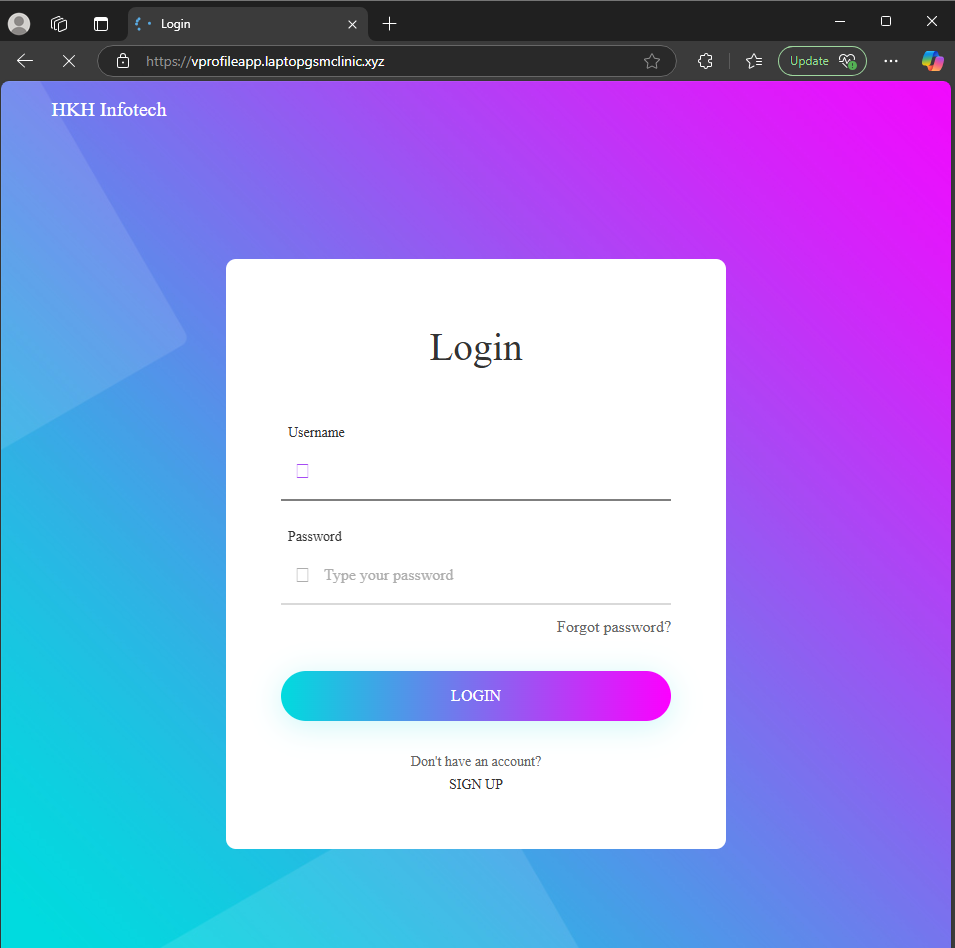 Login
https://vprofileapp.laptopgsmclinic.xyz
Update
HKH Infotech
Login
Username
Password
Type your password
Forgot password?
LOGIN
Don't have an account?
SIGN UP